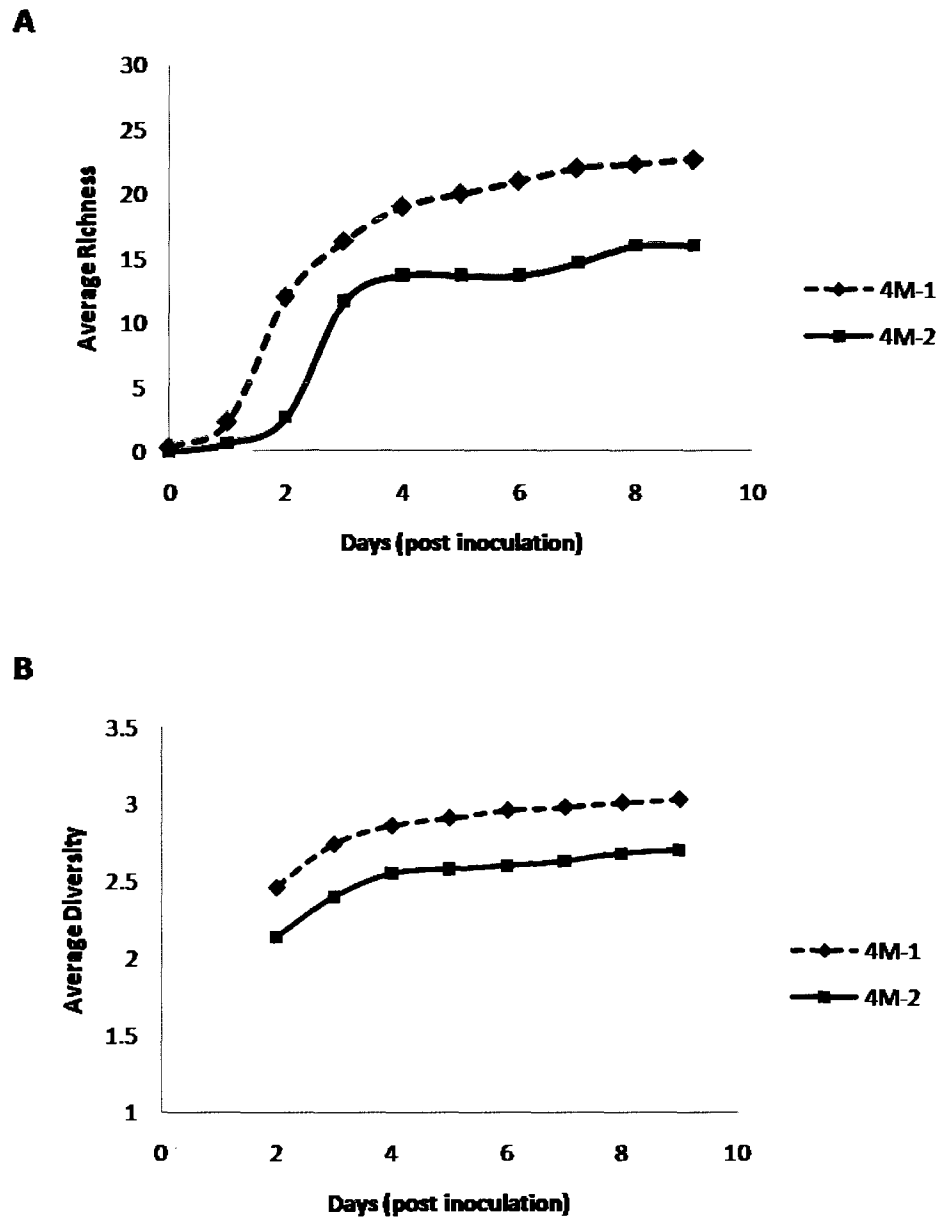 A
30
25
20
15
10
5
0
Average Richness
0 2 4 6 8 10
Days (post inoculation)
4M-1
4M-2
B
3.5
3
2.5
2
1.5
1
Average Diversity
0 2 4 6 8 10
Days (post inoculation)
4M-1
4M-2